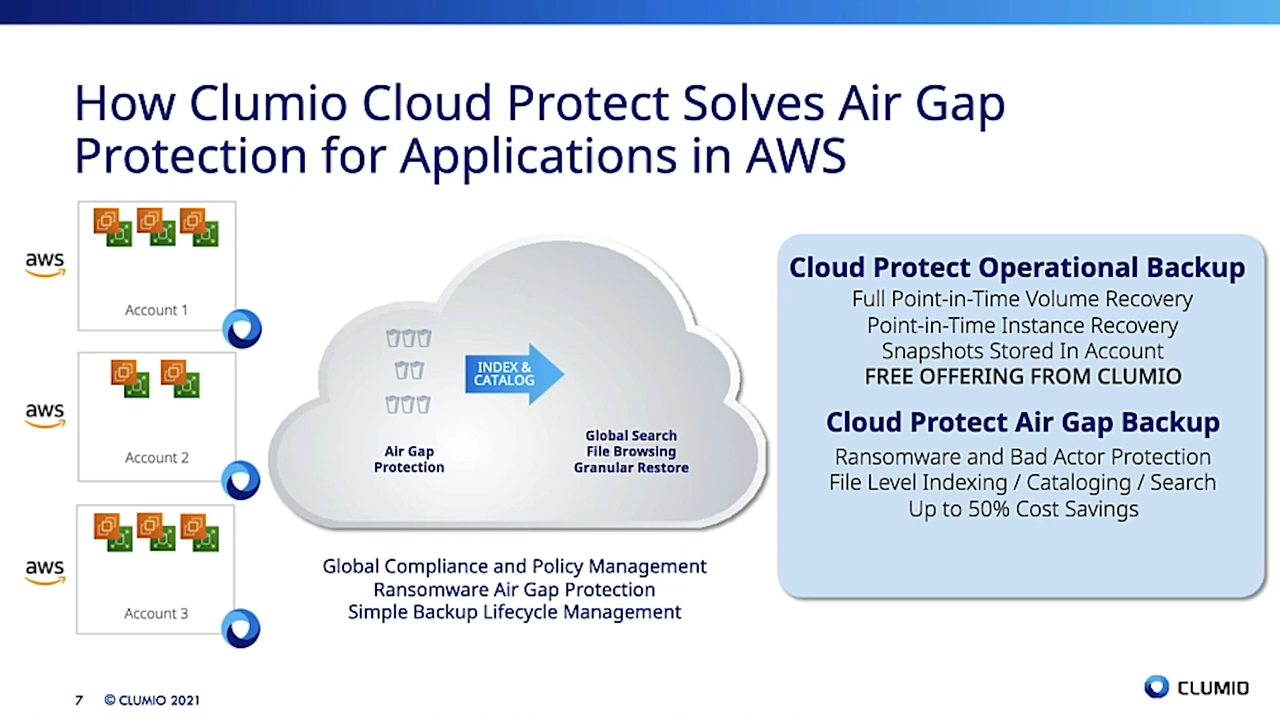 How Clumio Cloud Protect Solves Air Gap
Protection for Applications in AWS
aws
Account 1
aws
Account 2
aws
Account 3
INDEX &
CATALOG
Air Gap
Protection
Global Search
File Browsing
Granular Restore
Global Compliance and Policy Management
Ransomware Air Gap Protection
Simple Backup Lifecycle Management
Cloud Protect Operational Backup
Full Point-in-Time Volume Recovery
Point-in-Time Instance Recovery
Snapshots Stored In Account
FREE OFFERING FROM CLUMIO
Cloud Protect Air Gap Backup
Ransomware and Bad Actor Protection
File Level Indexing / Cataloging / Search
Up to 50% Cost Savings
7 © CLUMIO 2021
CLUMIO